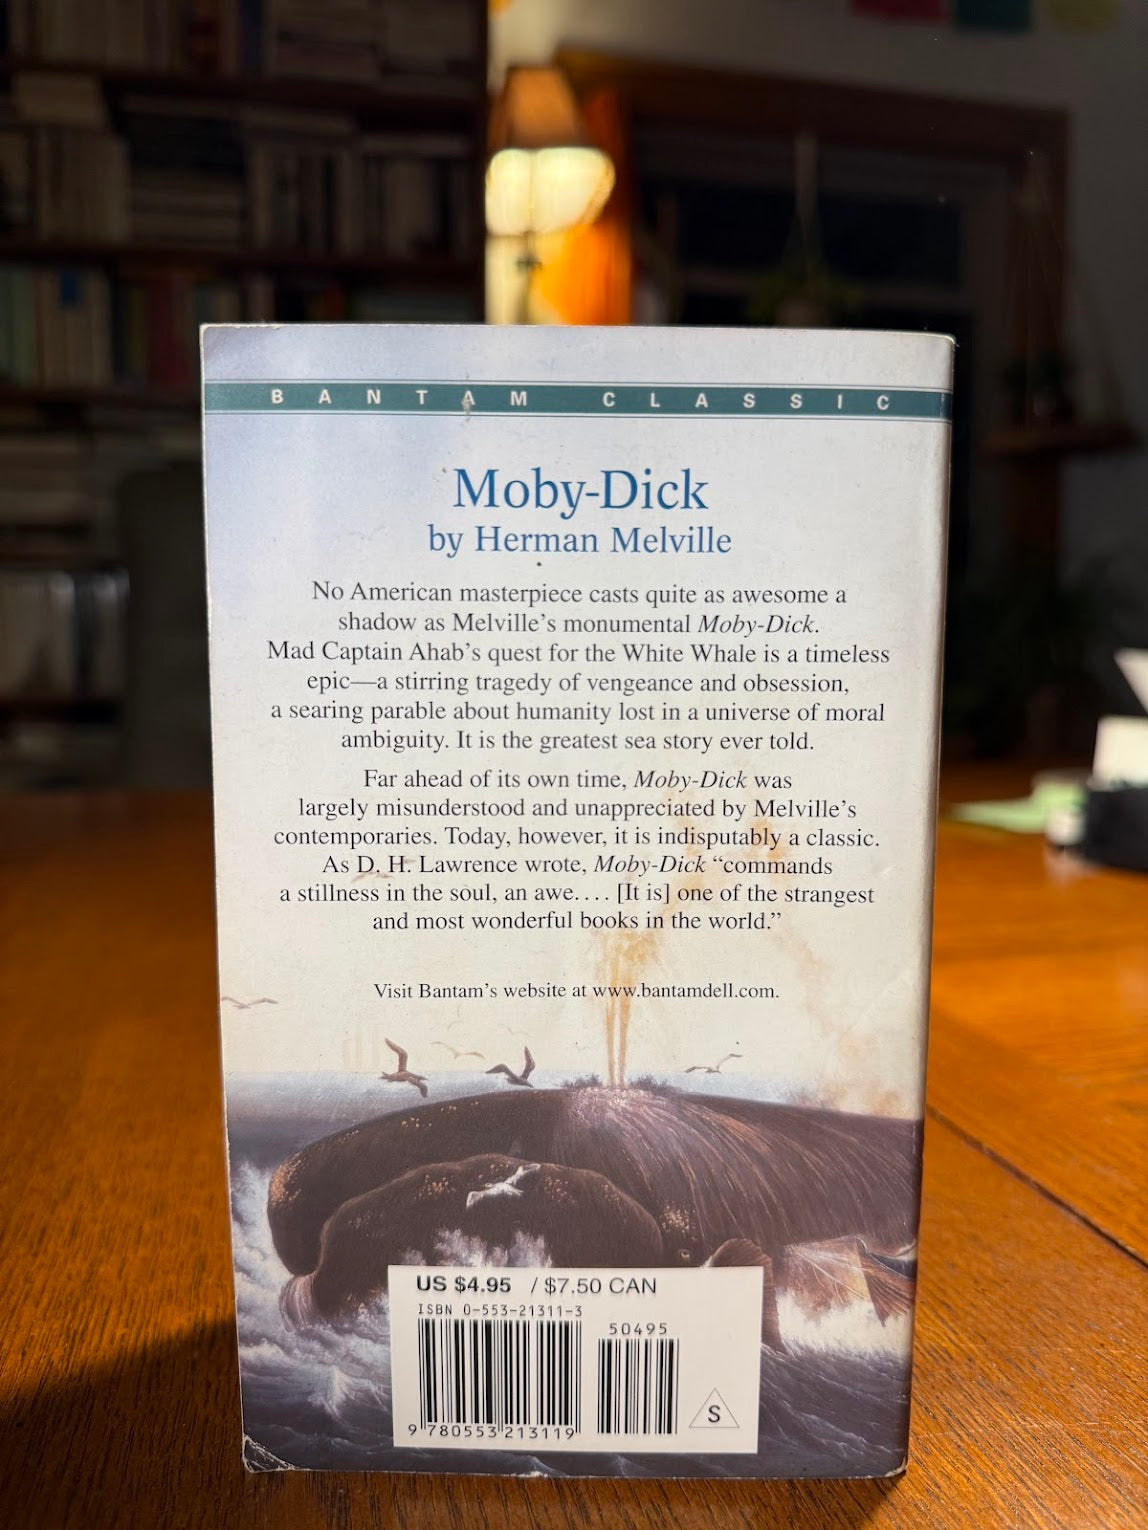 BANTAM CLASSIC
Moby-Dick
by Herman Melville
No American masterpiece casts quite as awesome a
shadow as Melville’s monumental Moby-Dick.
Mad Captain Ahab’s quest for the White Whale is a timeless
epic—a stirring tragedy of vengeance and obsession,
a searing parable about humanity lost in a universe of moral
ambiguity. It is the greatest sea story ever told.
Far ahead of its own time, Moby-Dick was
largely misunderstood and unappreciated by Melville’s
contemporaries. Today, however, it is indisputably a classic.
As D. H. Lawrence wrote, Moby-Dick “commands
a stillness in the soul, an awe. . . . [It is] one of the strangest
and most wonderful books in the world.”
Visit Bantam’s website at www.bantamdell.com.
US $4.95 / $7.50 CAN
ISBN 0-553-21311-3
50495
9 780553 213119
S